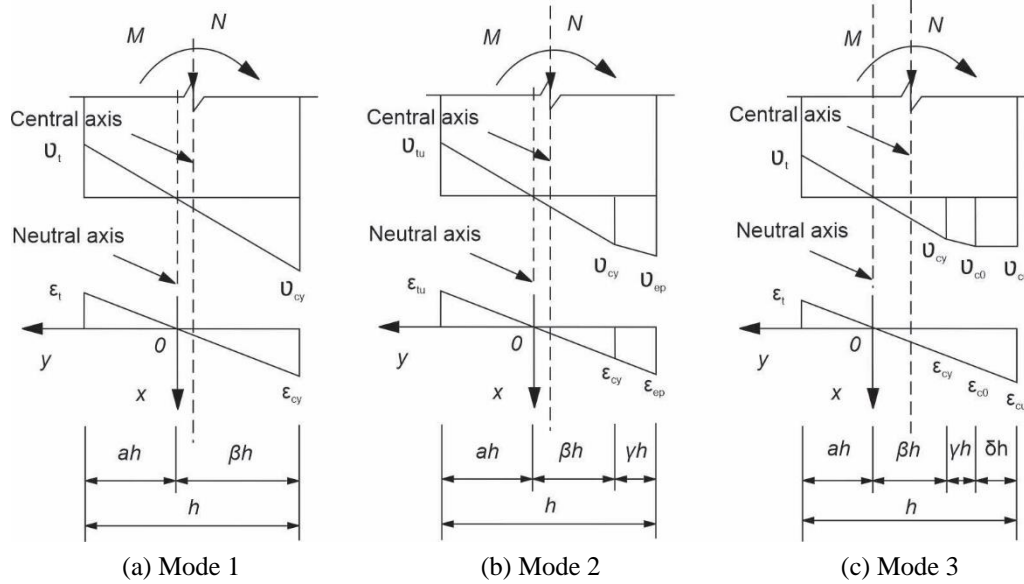 M N
Central axis
υt
Neutral axis
υcy
εt
0
y
x
εcy
ah βh
h
(a) Mode 1
M N
Central axis
υtu
Neutral axis
υcy υep
εtu
0
y
x
εcy εep
ah βh γh
h
(b) Mode 2
M N
Central axis
υt
Neutral axis
υcy υc0
εt
0
y
x
εcy εc0 εcu
ah βh γh δh
h
(c) Mode 3